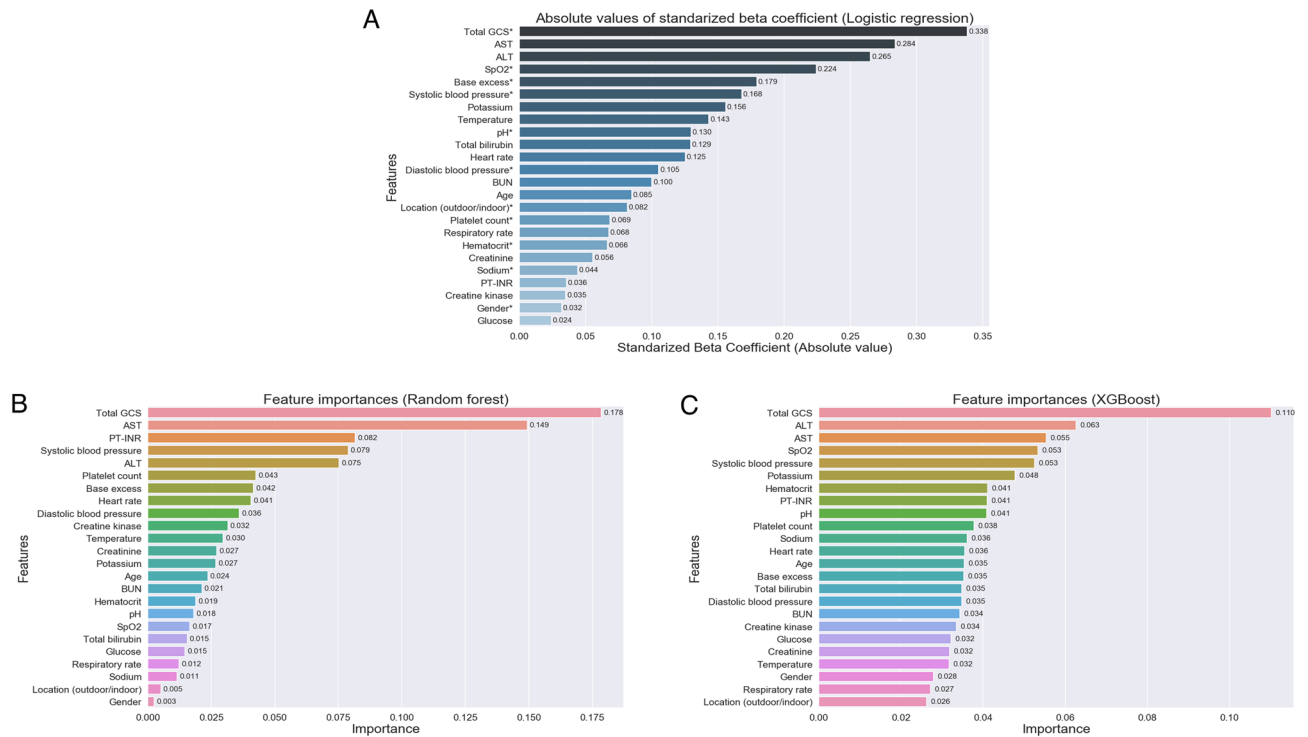 A
Absolute values of standarized beta coefficient (Logistic regression)
Features
Total GCS* 0.338
AST 0.284
ALT 0.265
SpO2* 0.224
Base excess* 0.179
Systolic blood pressure* 0.168
Potassium 0.156
Temperature 0.143
pH* 0.130
Total bilirubin 0.129
Heart rate 0.125
Diastolic blood pressure* 0.105
BUN 0.100
Age 0.085
Location (outdoor/indoor)* 0.082
Platelet count* 0.069
Respiratory rate 0.068
Hematocrit* 0.066
Creatinine 0.056
Sodium* 0.044
PT-INR 0.036
Creatine kinase 0.035
Gender* 0.032
Glucose 0.024
0.00 0.05 0.10 0.15 0.20 0.25 0.30 0.35
Standarized Beta Coefficient (Absolute value)
B
Feature importances (Random forest)
Features
Total GCS 0.178
AST 0.149
PT-INR 0.082
Systolic blood pressure 0.079
ALT 0.075
Platelet count 0.043
Base excess 0.042
Heart rate 0.041
Diastolic blood pressure 0.036
Creatine kinase 0.032
Temperature 0.030
Creatinine 0.027
Potassium 0.027
Age 0.024
BUN 0.021
Hematocrit 0.019
pH 0.018
SpO2 0.017
Total bilirubin 0.015
Glucose 0.015
Respiratory rate 0.012
Sodium 0.011
Location (outdoor/indoor) 0.005
Gender 0.003
0.000 0.025 0.050 0.075 0.100 0.125 0.150 0.175
Importance
C
Feature importances (XGBoost)
Features
Total GCS 0.110
ALT 0.063
AST 0.055
SpO2 0.053
Systolic blood pressure 0.053
Potassium 0.048
Hematocrit 0.041
PT-INR 0.041
pH 0.041
Platelet count 0.038
Sodium 0.036
Heart rate 0.036
Age 0.035
Base excess 0.035
Total bilirubin 0.035
Diastolic blood pressure 0.035
BUN 0.034
Creatine kinase 0.034
Glucose 0.032
Creatinine 0.032
Temperature 0.032
Gender 0.028
Respiratory rate 0.027
Location (outdoor/indoor) 0.026
0.00 0.02 0.04 0.06 0.08 0.10
Importance